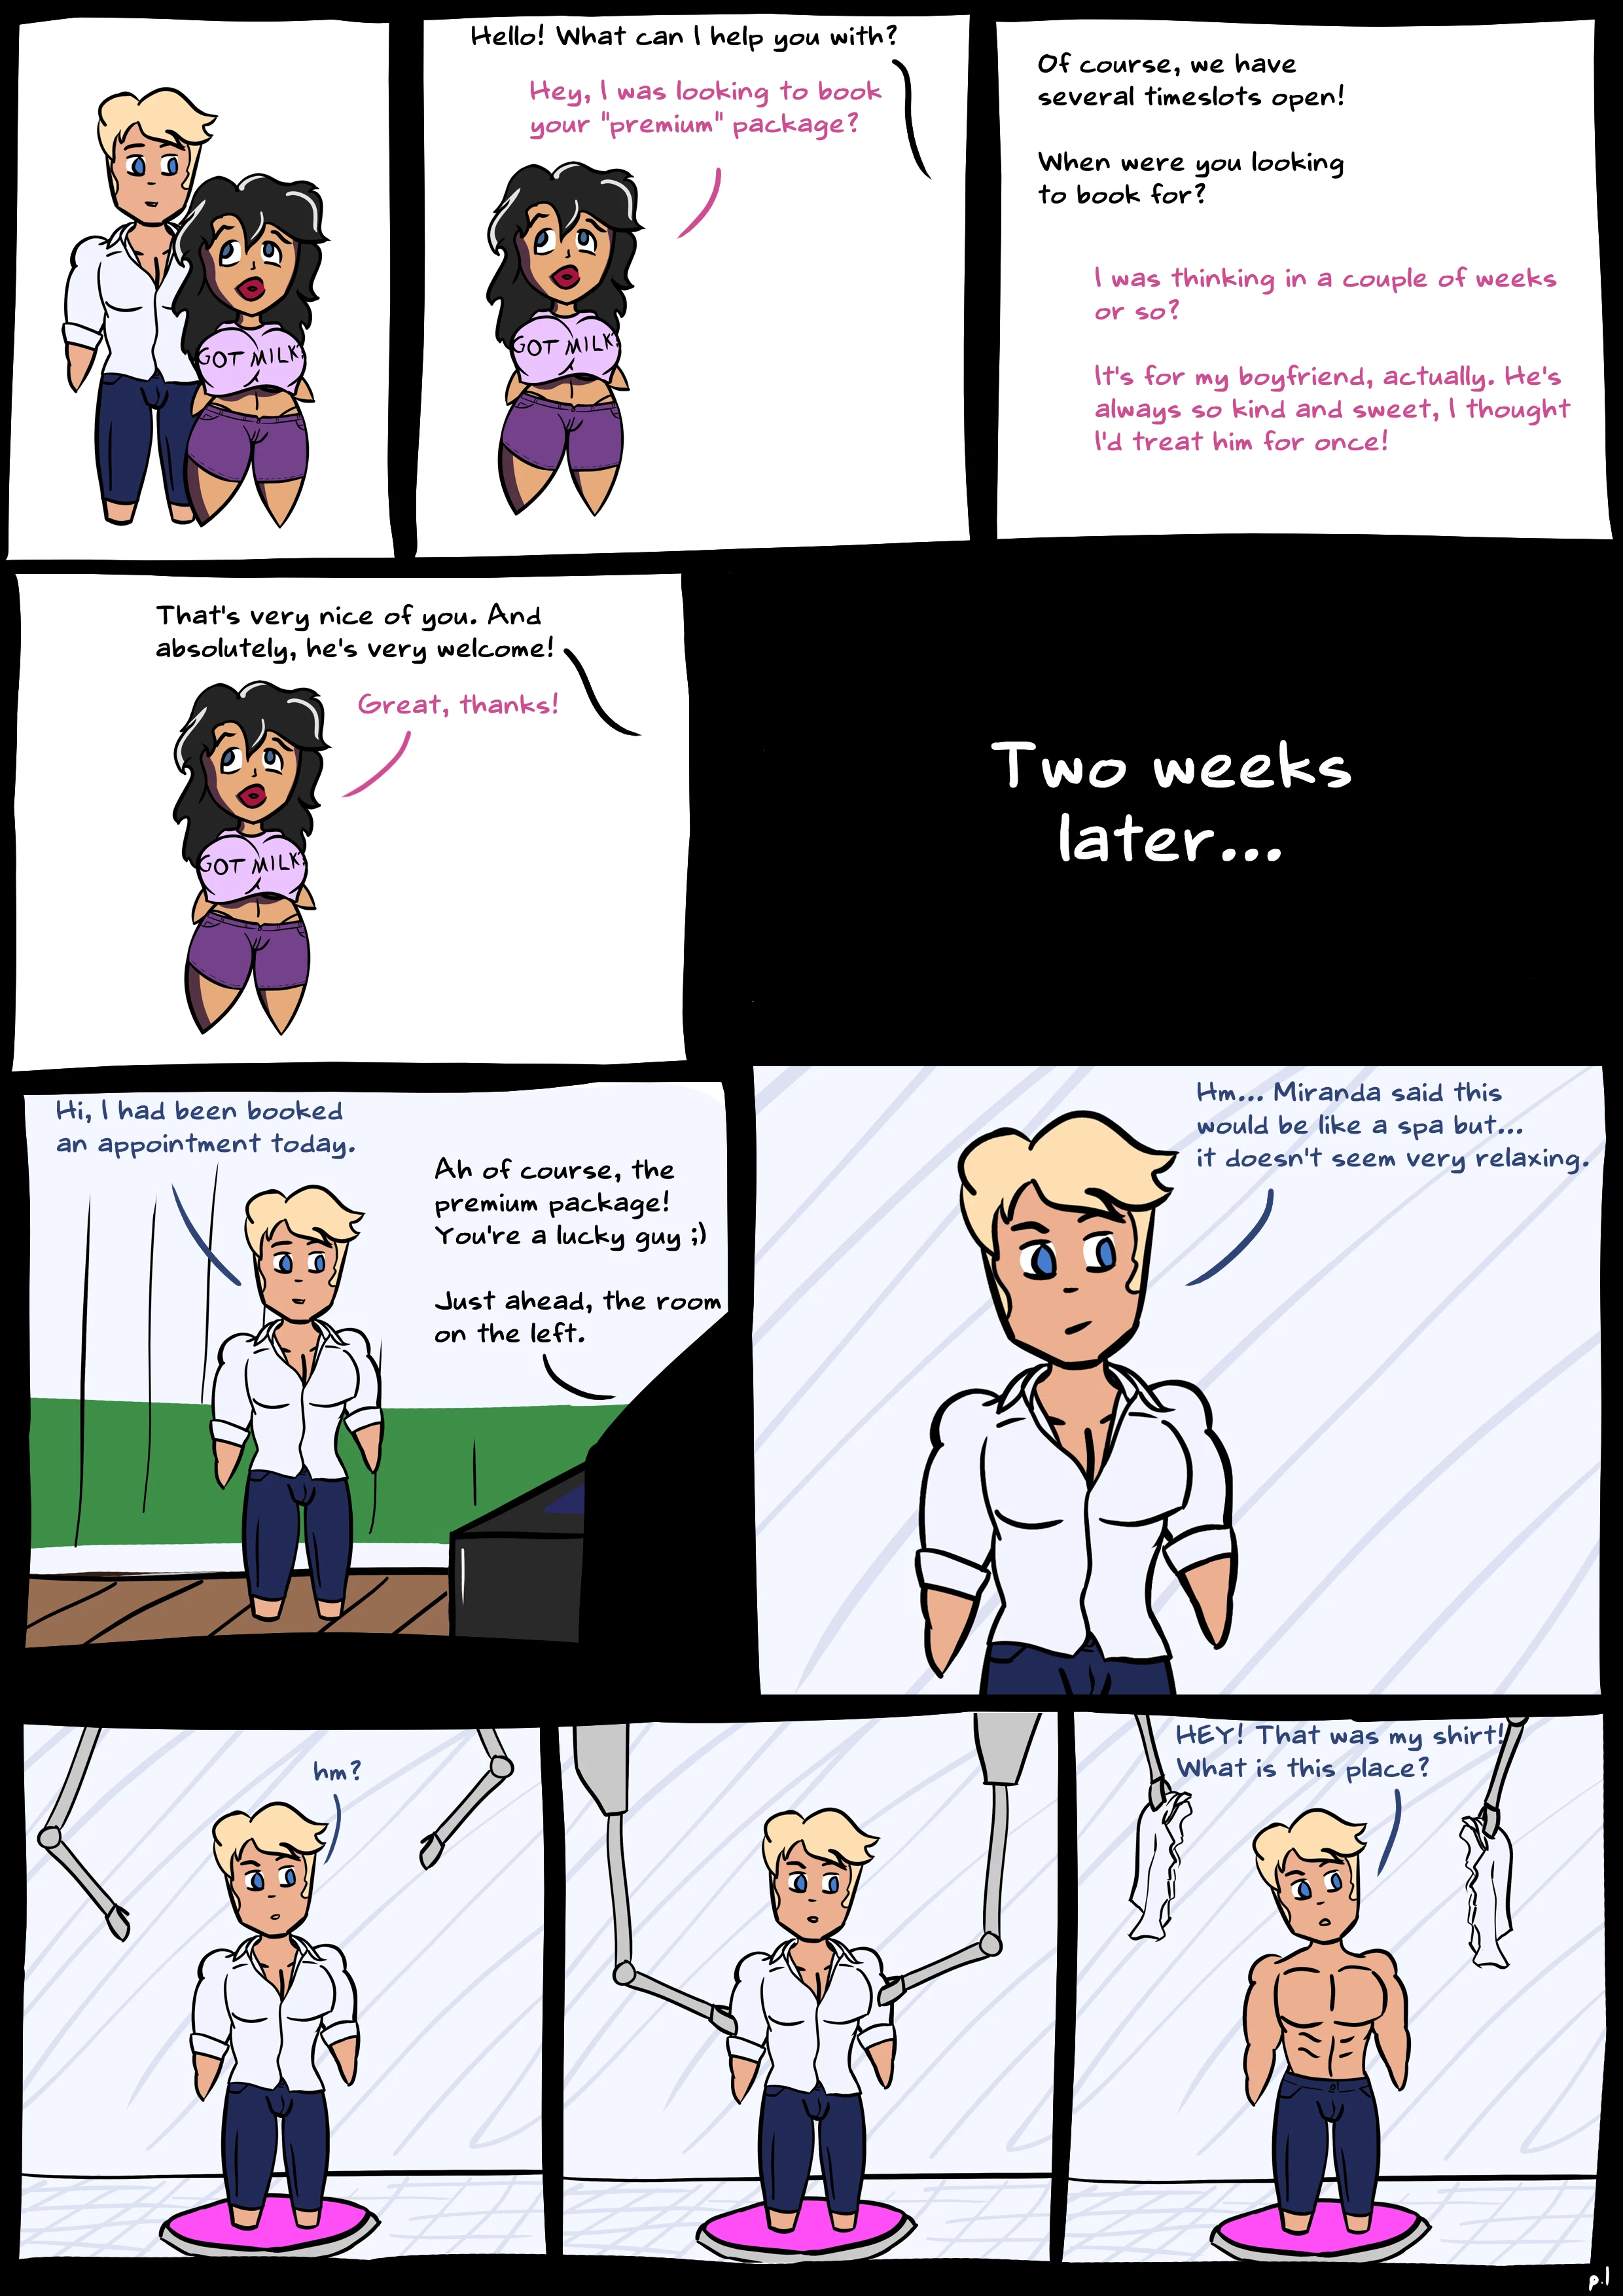 GOT MILK?
Hello! What can I help you with?
Hey, I was looking to book
your "premium" package?
GOT MILK?
Of course, we have
several timeslots open!
When were you looking
to book for?
I was thinking in a couple of weeks
or so?
It's for my boyfriend, actually. He's
always so kind and sweet, I thought
I'd treat him for once!
That's very nice of you. And
absolutely, he's very welcome!
Great, thanks!
GOT MILK?
Two weeks
later...
Hi, I had been booked
an appointment today.
Ah of course, the
premium package!
You're a lucky guy ;)
Just ahead, the room
on the left.
Hm... Miranda said this
would be like a spa but...
it doesn't seem very relaxing.
hm?
HEY! That was my shirt!
What is this place?
p.1